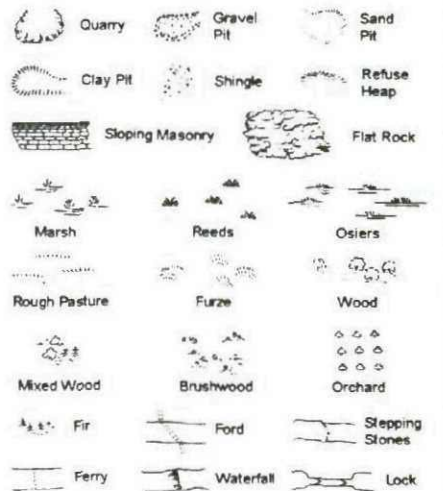 Quarry
Gravel
Pit
Sand
Pit
Clay Pit
Shingle
Refuse
Heap
Sloping Masonry
Flat Rock
Marsh
Reeds
Osiers
Rough Pasture
Furze
Wood
Mixed Wood
Brushwood
Orchard
Fir
Ford
Stepping
Stones
Ferry
Waterfall
Lock